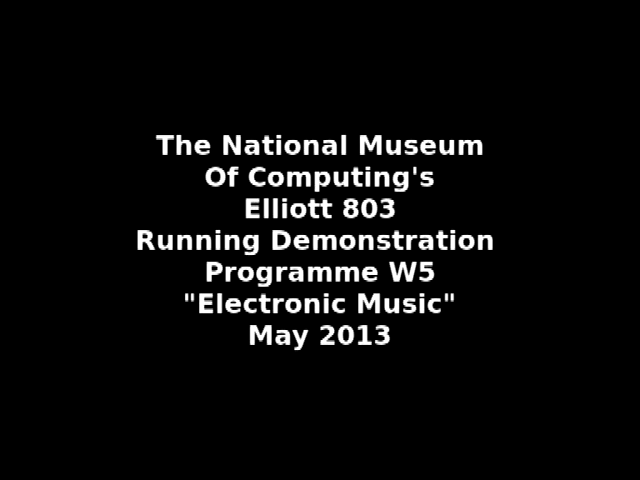 The National Museum
Of Computing's
Elliott 803
Running Demonstration
Programme W5
"Electronic Music"
May 2013